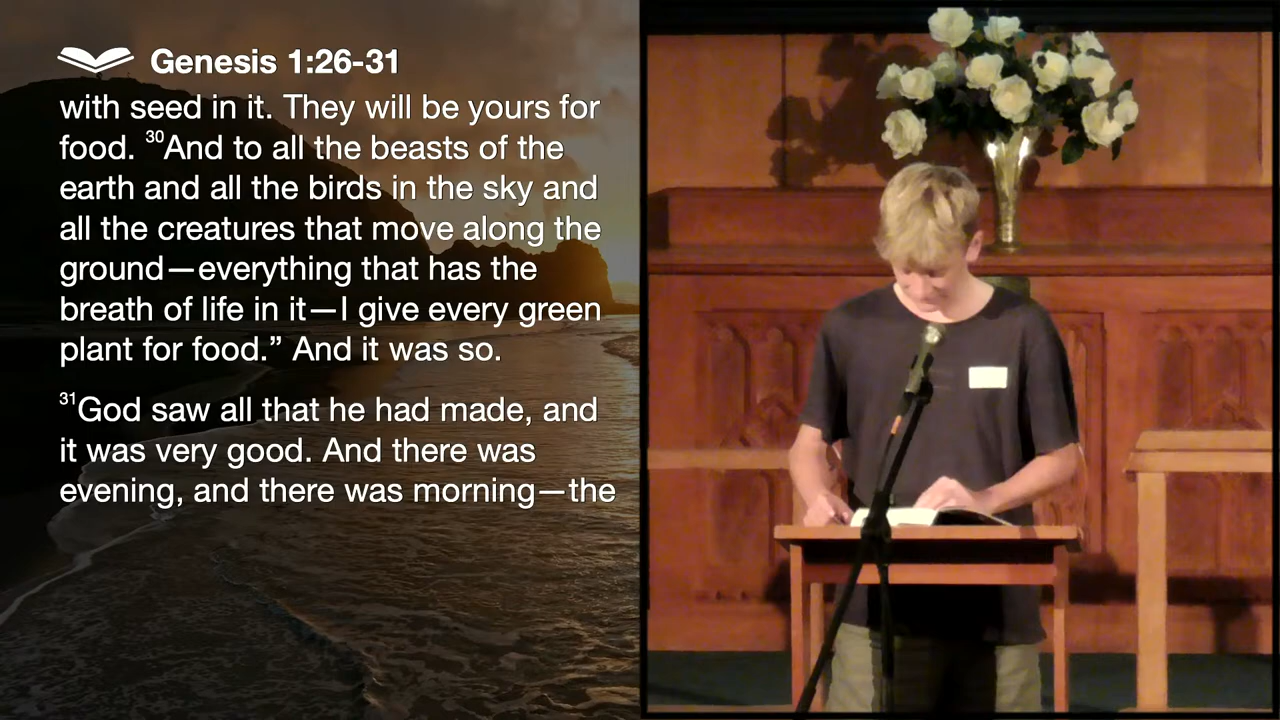 Genesis 1:26-31
with seed in it. They will be yours for
food. ³⁰And to all the beasts of the
earth and all the birds in the sky and
all the creatures that move along the
ground—everything that has the
breath of life in it—I give every green
plant for food.” And it was so.
³¹God saw all that he had made, and
it was very good. And there was
evening, and there was morning—the